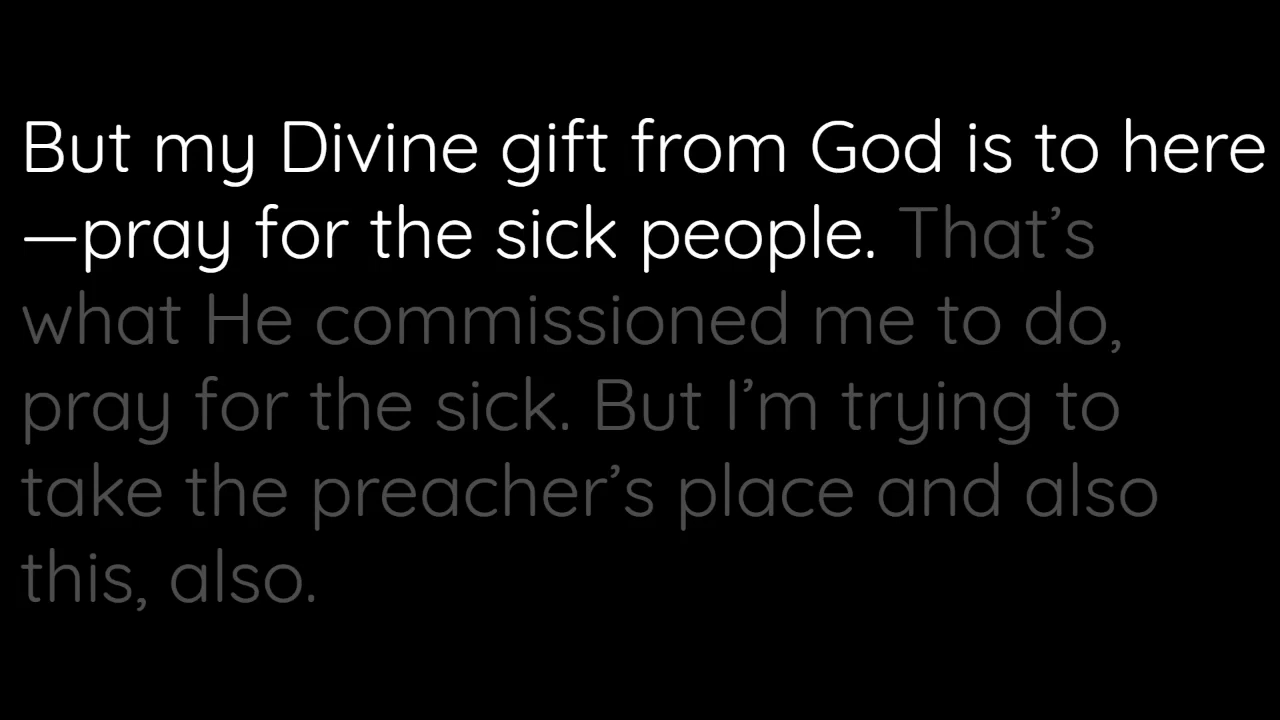 But my Divine gift from God is to here
—pray for the sick people. That’s
what He commissioned me to do,
pray for the sick. But I’m trying to
take the preacher’s place and also
this, also.